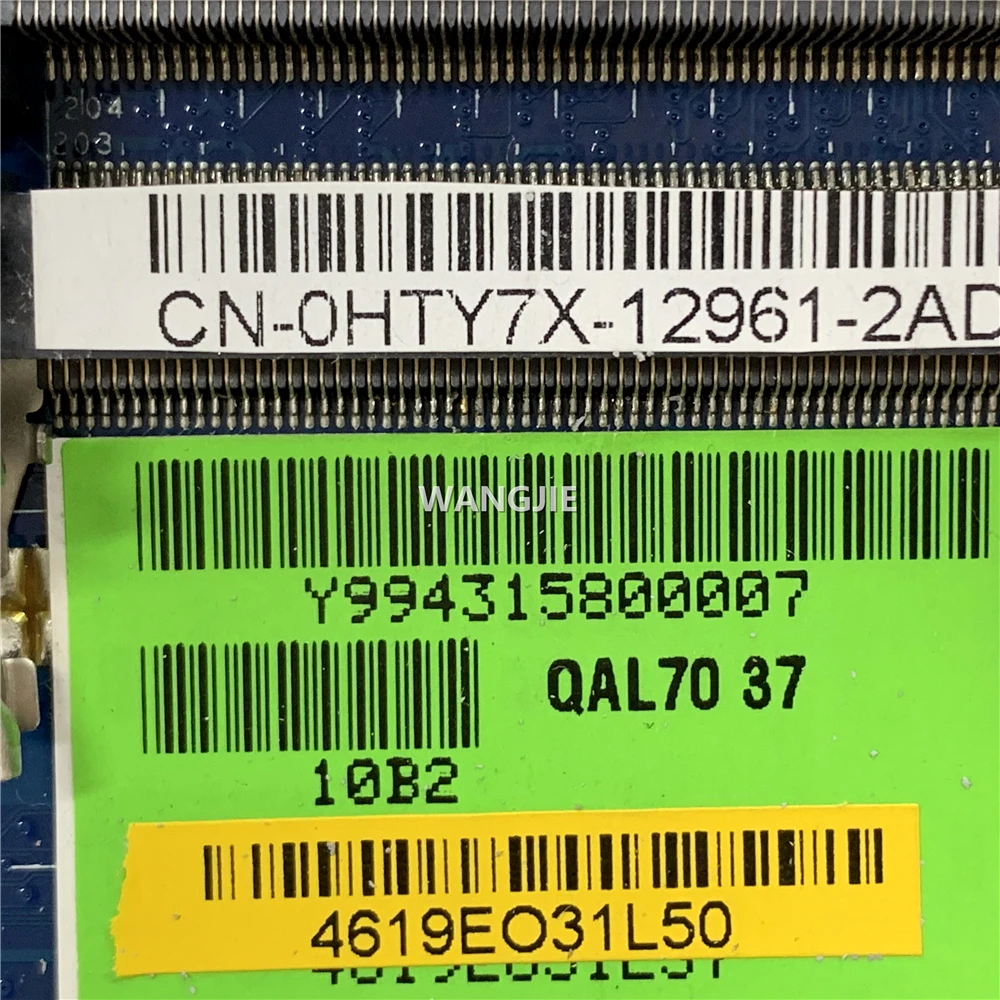 204
203
CN-0HTY7X-12961-2AD
WANGJIE
Y994315800007
QAL70 37
10B2
4619EO31L50